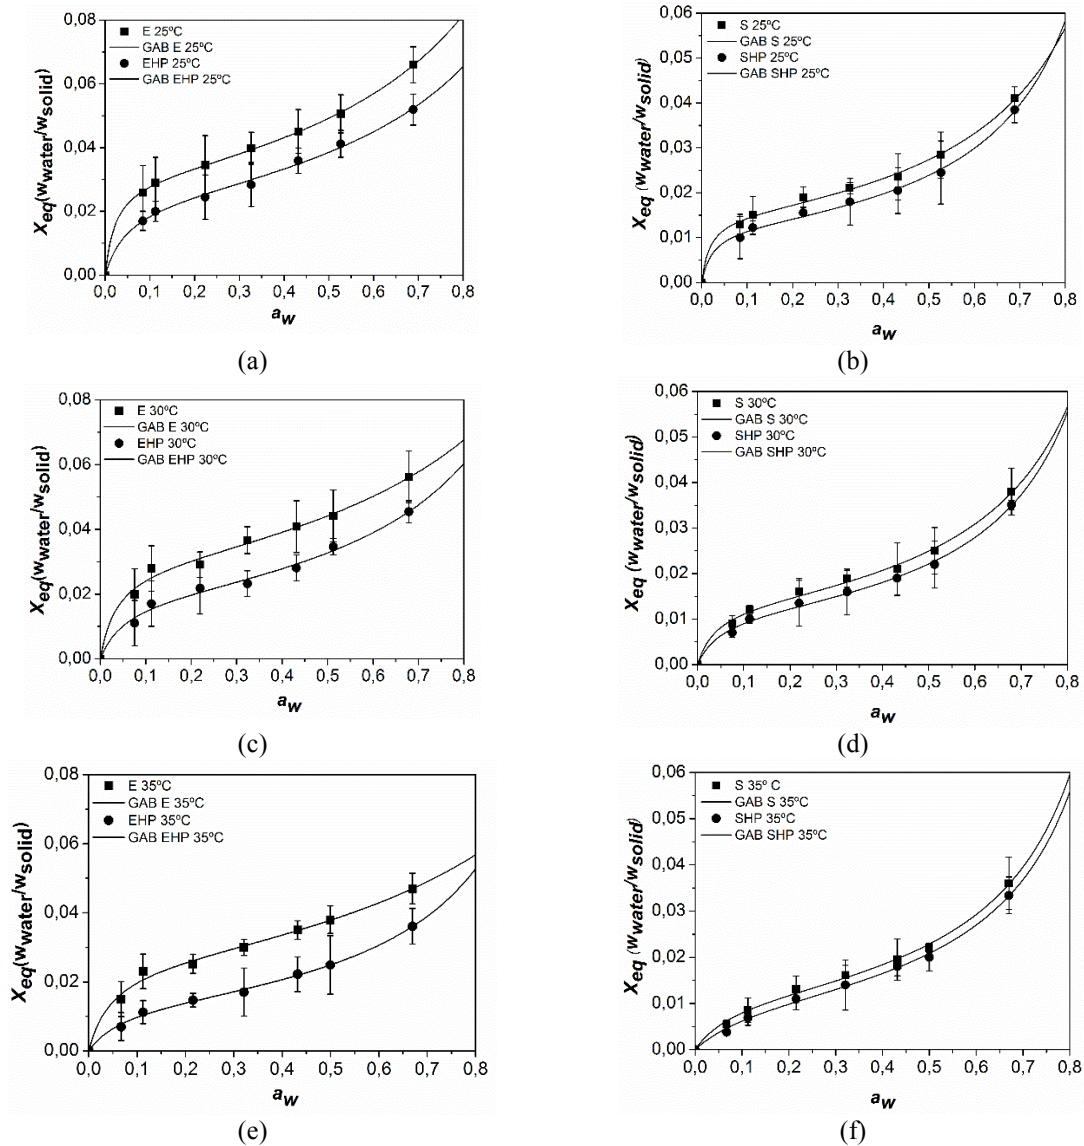 0,08
0,06
0,04
0,02
0,00
Xeq(wwater/wsolid)
E 25ºC
GAB E 25ºC
EHP 25ºC
GAB EHP 25ºC
0,0 0,1 0,2 0,3 0,4 0,5 0,6 0,7 0,8
aw
(a)
0,06
0,05
0,04
0,03
0,02
0,01
0,00
Xeq (wwater/wsolid)
S 25ºC
GAB S 25ºC
SHP 25ºC
GAB SHP 25ºC
0,0 0,1 0,2 0,3 0,4 0,5 0,6 0,7 0,8
aw
(b)
0,08
0,06
0,04
0,02
0,00
Xeq(wwater/wsolid)
E 30ºC
GAB E 30ºC
EHP 30ºC
GAB EHP 30ºC
0,0 0,1 0,2 0,3 0,4 0,5 0,6 0,7 0,8
aw
(c)
0,06
0,05
0,04
0,03
0,02
0,01
0,00
Xeq (wwater/wsolid)
S 30ºC
GAB S 30ºC
SHP 30ºC
GAB SHP 30ºC
0,0 0,1 0,2 0,3 0,4 0,5 0,6 0,7 0,8
aw
(d)
0,08
0,06
0,04
0,02
0,00
Xeq(wwater/wsolid)
E 35ºC
GAB E 35ºC
EHP 35ºC
GAB EHP 35ºC
0,0 0,1 0,2 0,3 0,4 0,5 0,6 0,7 0,8
aw
(e)
0,06
0,05
0,04
0,03
0,02
0,01
0,00
Xeq (wwater/wsolid)
S 35º C
GAB S 35ºC
SHP 35ºC
GAB SHP 35ºC
0,0 0,1 0,2 0,3 0,4 0,5 0,6 0,7 0,8
aw
(f)